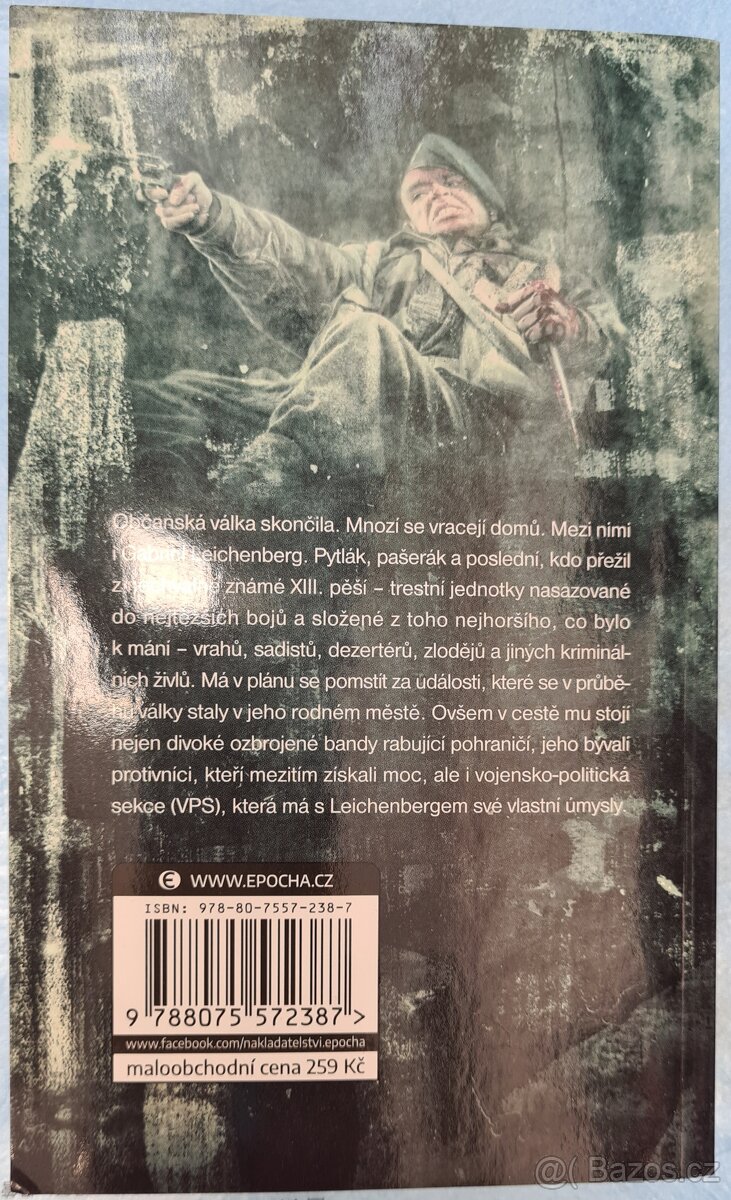 Občanská válka skončila. Mnozí se vracejí domů. Mezi nimi
i Gabriel Leichenberg. Pytlák, pašerák a poslední, kdo přežil
známé XIII. pěší – trestní jednotky nasazované
do nejtěžších bojů a složené z toho nejhoršího, co bylo
k mání – vrahů, sadistů, dezertérů, zlodějů a jiných kriminál-
ních živlů. Má v plánu se pomstít za události, které se v průbě-
hu války staly v jeho rodném městě. Ovšem v cestě mu stojí
nejen divoké ozbrojené bandy rabující pohraničí, jeho bývalí
protivníci, kteří mezitím získali moc, ale i vojensko-politická
sekce (VPS), která má s Leichenbergem své vlastní úmysly.
WWW.EPOCHA.CZ
ISBN: 978-80-7557-238-7
9 788075 572387 >
www.facebook.com/nakladatelstvi.epocha
maloobchodní cena 259 Kč
@( Bazos.cz